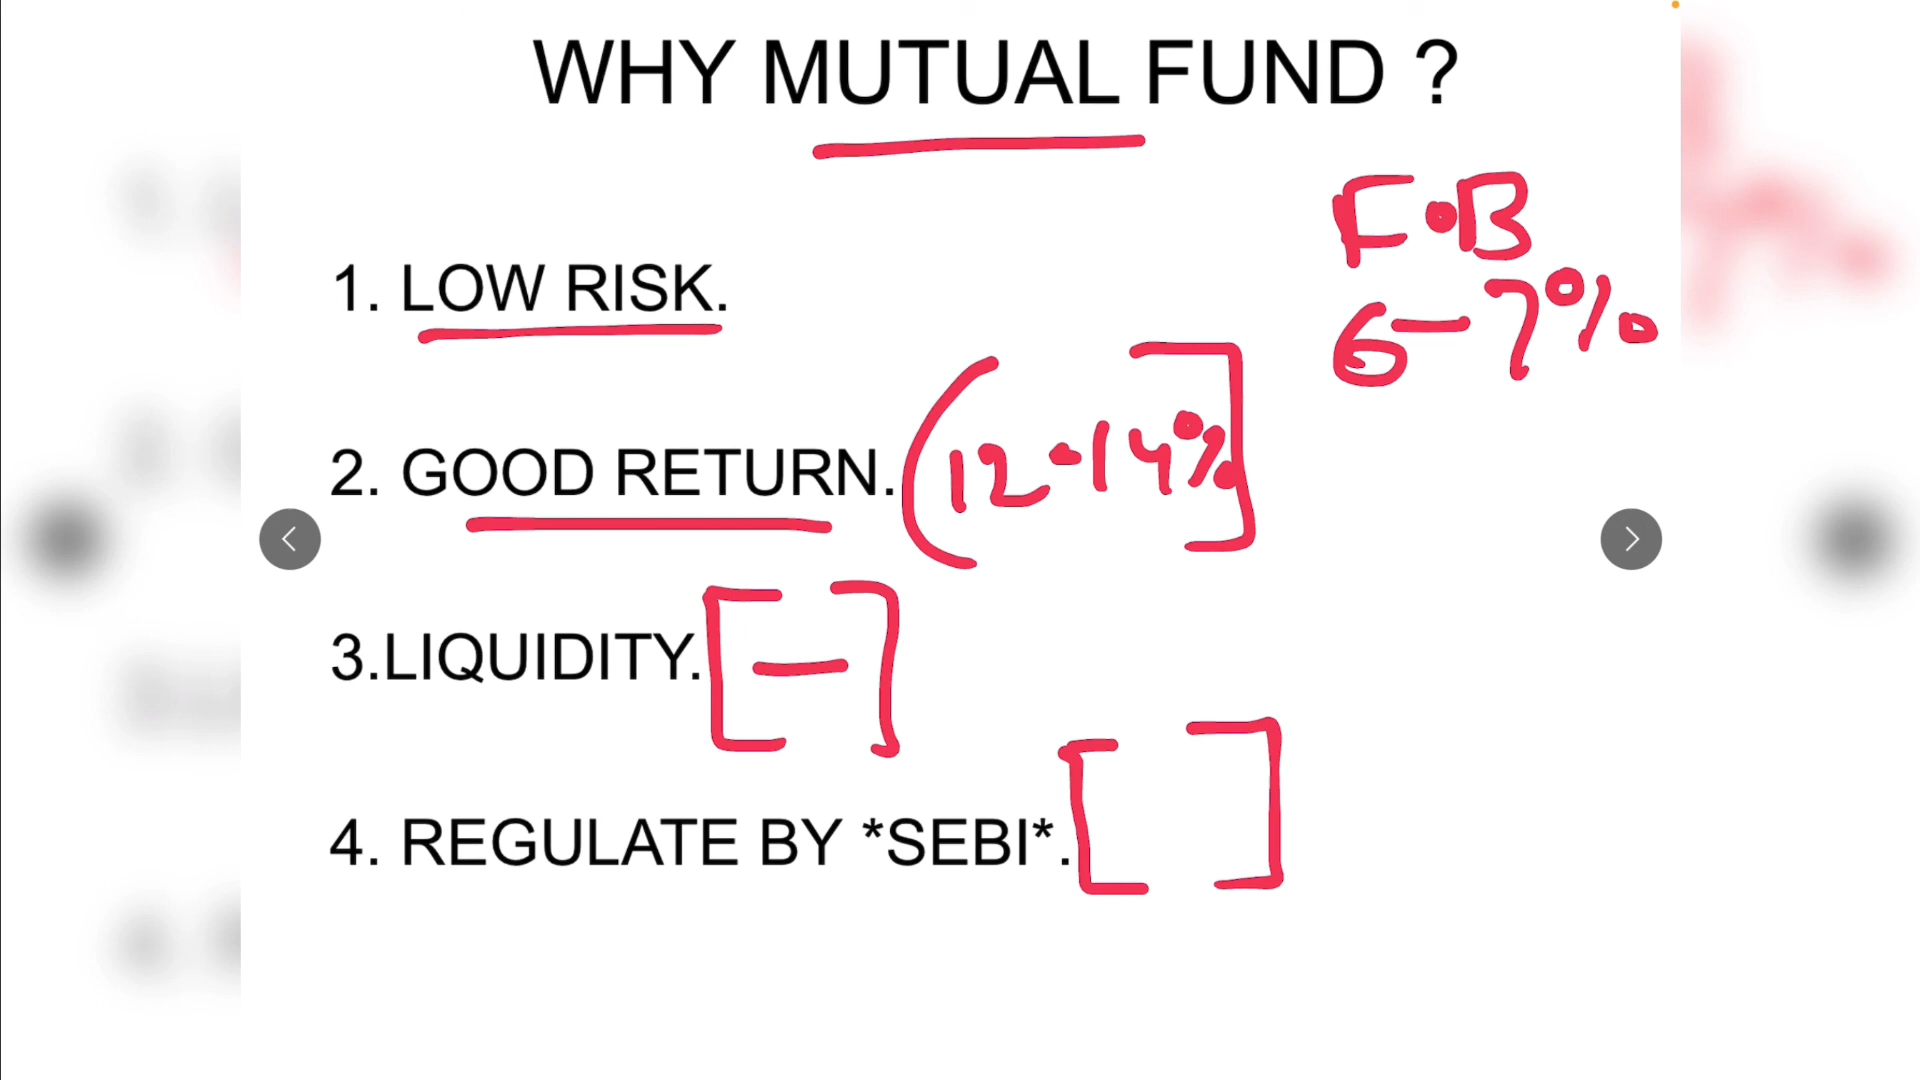 WHY MUTUAL FUND ?
F.B
6-7%
1. LOW RISK.
2. GOOD RETURN. (12-14%]
3.LIQUIDITY. [-]
4. REGULATE BY *SEBI*. [ ]